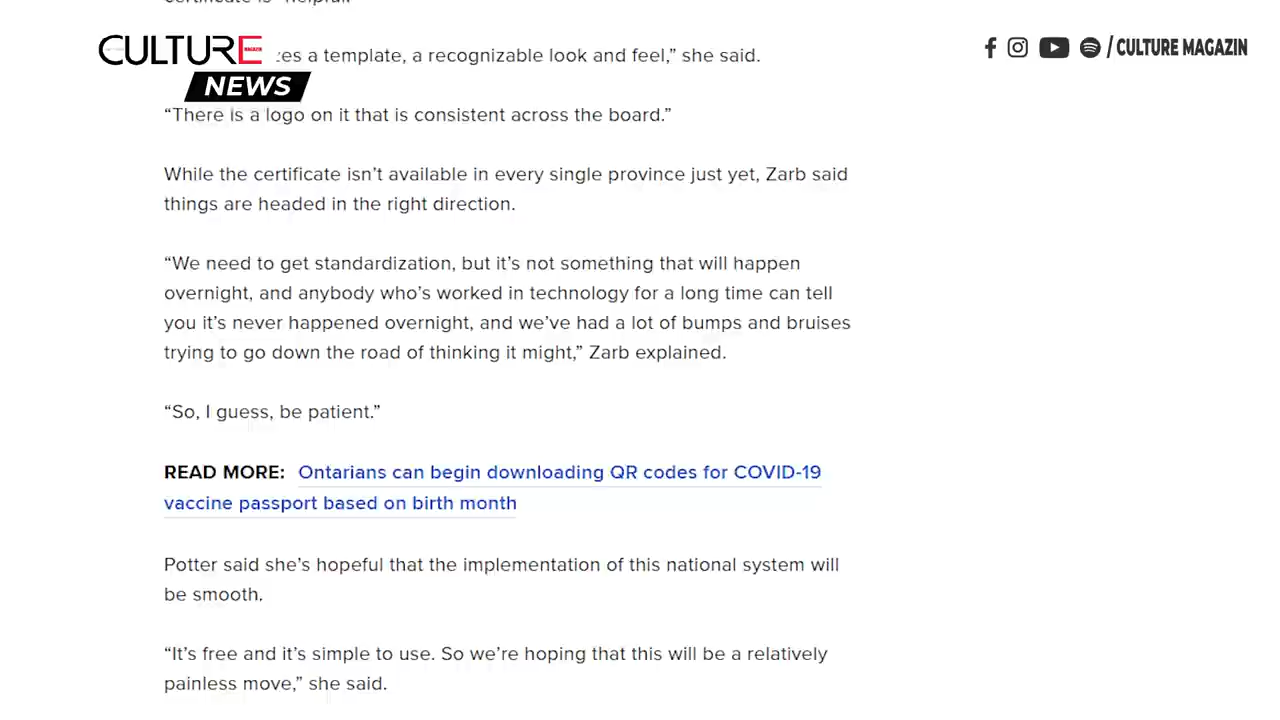 CULTURE
NEWS
/ CULTURE MAGAZIN
a template, a recognizable look and feel,” she said.
“There is a logo on it that is consistent across the board.”
While the certificate isn’t available in every single province just yet, Zarb said
things are headed in the right direction.
“We need to get standardization, but it’s not something that will happen
overnight, and anybody who’s worked in technology for a long time can tell
you it’s never happened overnight, and we’ve had a lot of bumps and bruises
trying to go down the road of thinking it might,” Zarb explained.
“So, I guess, be patient.”
READ MORE: Ontarians can begin downloading QR codes for COVID-19
vaccine passport based on birth month
Potter said she’s hopeful that the implementation of this national system will
be smooth.
“It’s free and it’s simple to use. So we’re hoping that this will be a relatively
painless move,” she said.